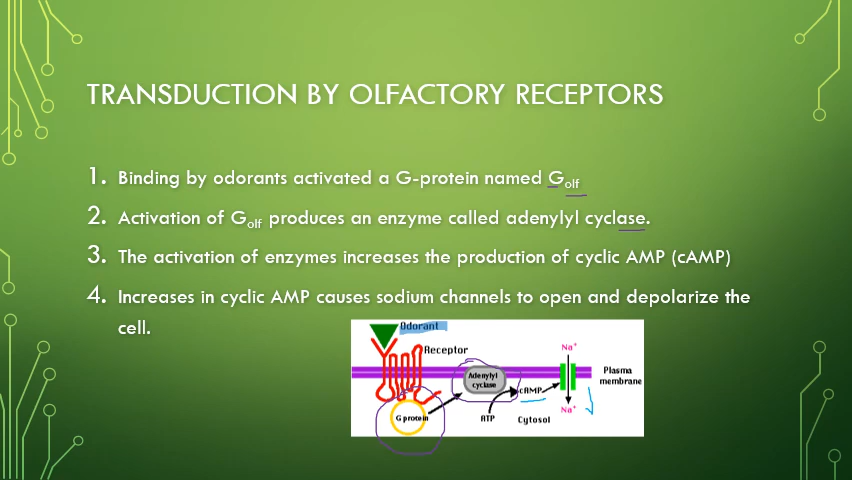 TRANSDUCTION BY OLFACTORY RECEPTORS
1. Binding by odorants activated a G-protein named Golf
2. Activation of Golf produces an enzyme called adenylyl cyclase.
3. The activation of enzymes increases the production of cyclic AMP (cAMP)
4. Increases in cyclic AMP causes sodium channels to open and depolarize the
cell.
Odorant
Receptor
Na+
Adenylyl
cyclase
Plasma
membrane
cAMP
Na+
G protein
ATP
Cytosol